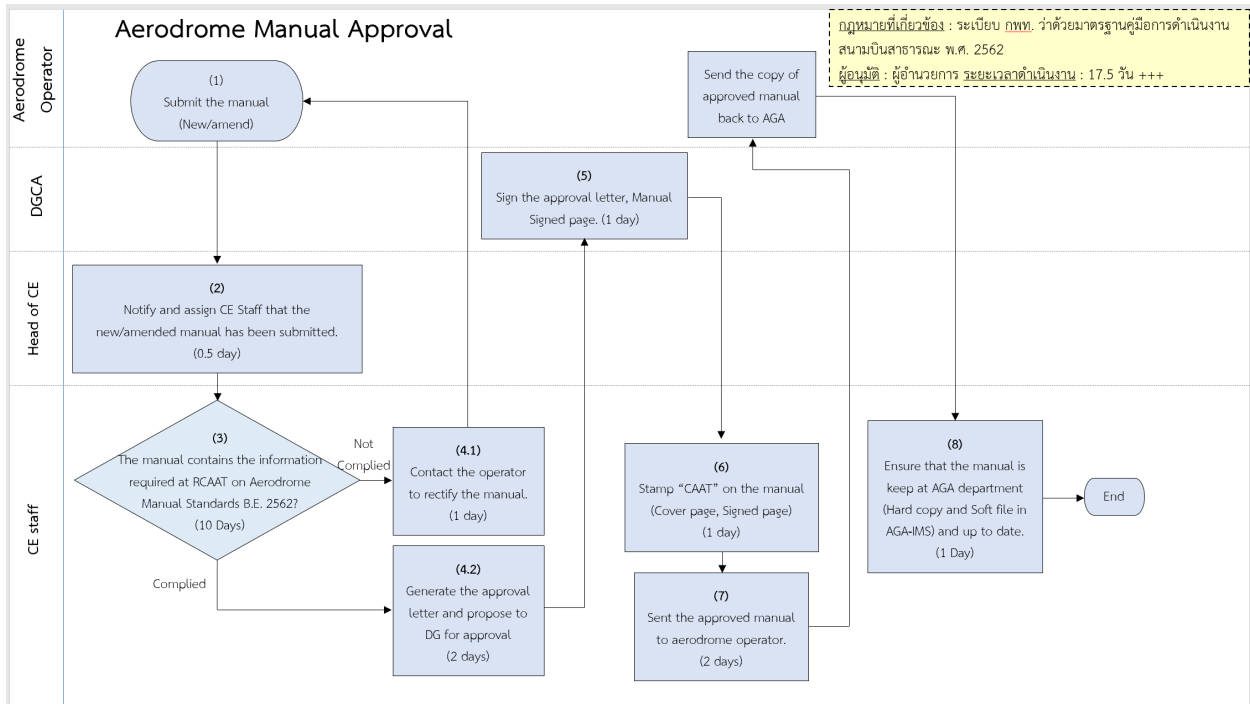 Aerodrome Manual Approval
กฎหมายที่เกี่ยวข้อง : ระเบียบ กพท. ว่าด้วยมาตรฐานคู่มือการดำเนินงาน
สนามบินสาธารณะ พ.ศ. 2562
ผู้อนุมัติ : ผู้อำนวยการ ระยะเวลาดำเนินงาน : 17.5 วัน +++
Aerodrome
Operator
(1)
Submit the manual
(New/amend)
Send the copy of
approved manual
back to AGA
DGCA
(5)
Sign the approval letter, Manual
Signed page. (1 day)
Head of CE
(2)
Notify and assign CE Staff that the
new/amended manual has been submitted.
(0.5 day)
CE staff
(3)
The manual contains the information
required at RCAAT on Aerodrome
Manual Standards B.E. 2562?
(10 Days)
Not
Complied
Complied
(4.1)
Contact the operator
to rectify the manual.
(1 day)
(4.2)
Generate the approval
letter and propose to
DG for approval
(2 days)
(6)
Stamp “CAAT” on the manual
(Cover page, Signed page)
(1 day)
(7)
Sent the approved manual
to aerodrome operator.
(2 days)
(8)
Ensure that the manual is
keep at AGA department
(Hard copy and Soft file in
AGA-IMS) and up to date.
(1 Day)
End